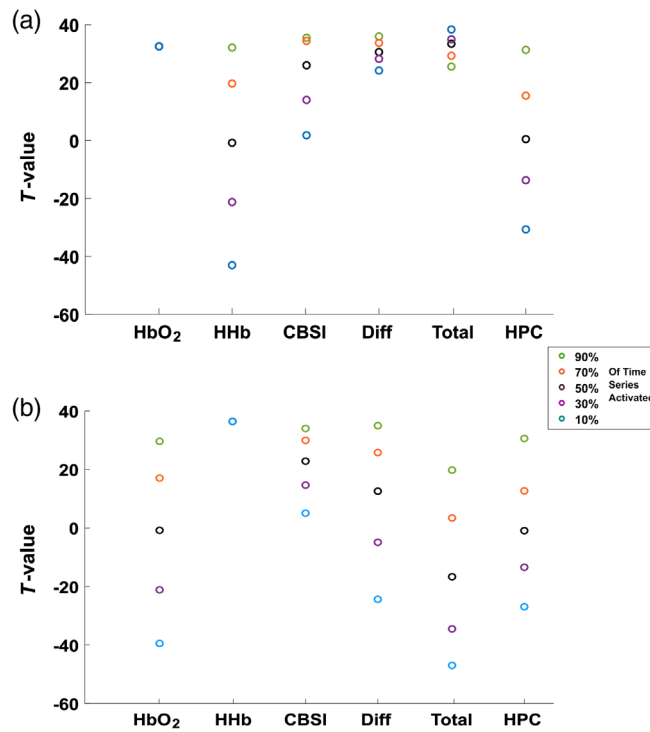 (a)
40
20
0
-20
-40
-60
T-value
HbO2 HHb CBSI Diff Total HPC
90%
70% Of Time
50% Series
30% Activated
10%
(b)
40
20
0
-20
-40
-60
T-value
HbO2 HHb CBSI Diff Total HPC